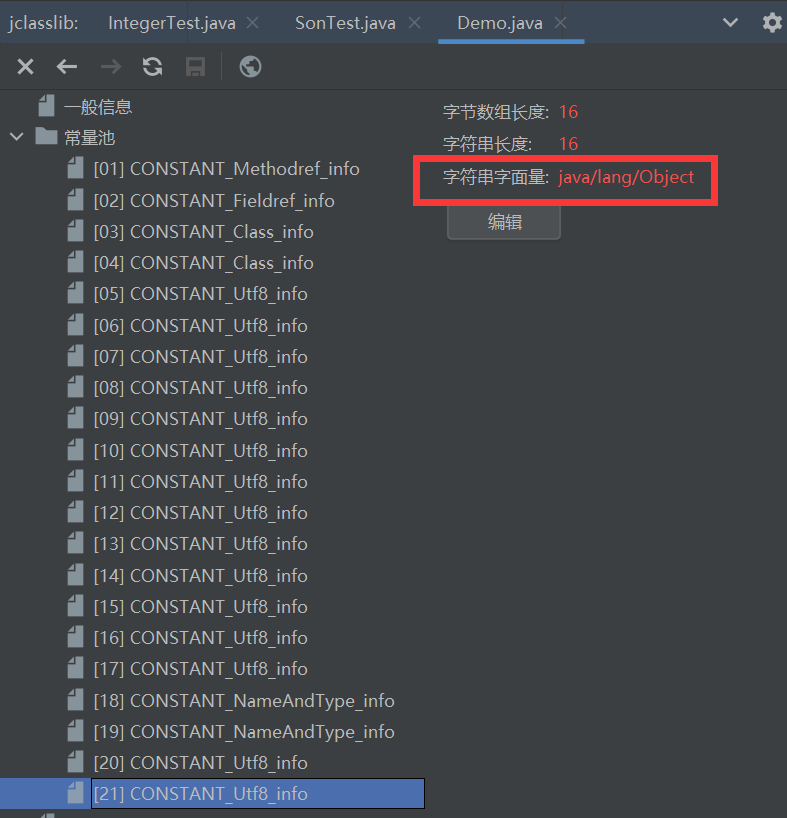 jclasslib: IntegerTest.java SonTest.java Demo.java
一般信息
常量池
[01] CONSTANT_Methodref_info
[02] CONSTANT_Fieldref_info
[03] CONSTANT_Class_info
[04] CONSTANT_Class_info
[05] CONSTANT_Utf8_info
[06] CONSTANT_Utf8_info
[07] CONSTANT_Utf8_info
[08] CONSTANT_Utf8_info
[09] CONSTANT_Utf8_info
[10] CONSTANT_Utf8_info
[11] CONSTANT_Utf8_info
[12] CONSTANT_Utf8_info
[13] CONSTANT_Utf8_info
[14] CONSTANT_Utf8_info
[15] CONSTANT_Utf8_info
[16] CONSTANT_Utf8_info
[17] CONSTANT_Utf8_info
[18] CONSTANT_NameAndType_info
[19] CONSTANT_NameAndType_info
[20] CONSTANT_Utf8_info
[21] CONSTANT_Utf8_info
字节数组长度: 16
字符串长度: 16
字符串字面量: java/lang/Object
编辑